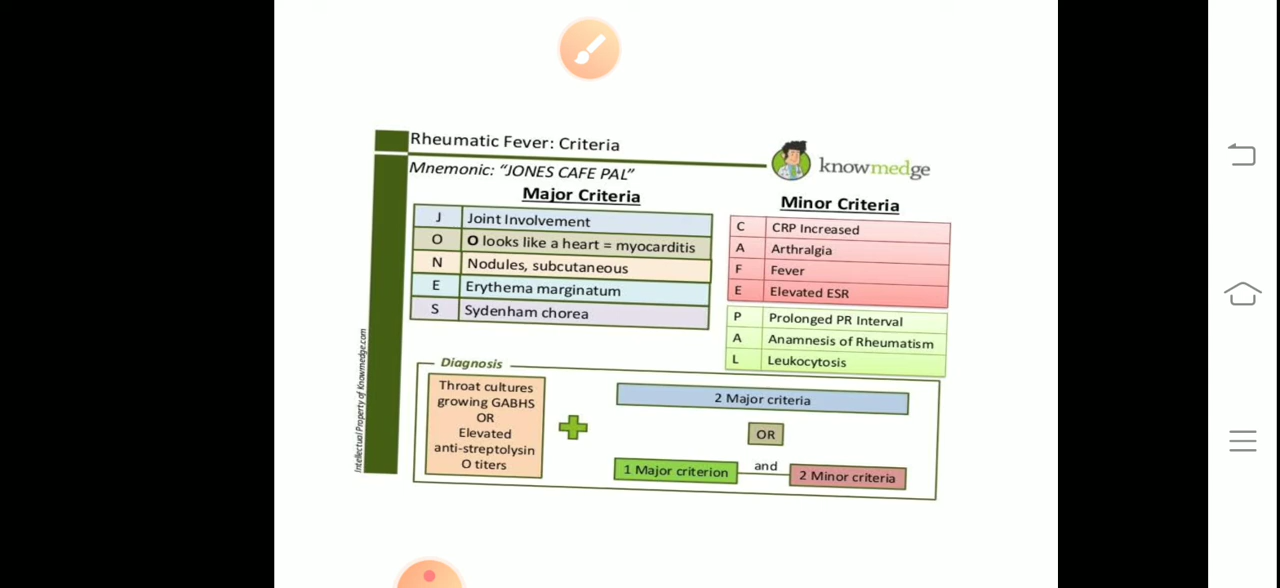 Rheumatic Fever: Criteria
knowmedge
Mnemonic: "JONES CAFE PAL"
Major Criteria
J Joint Involvement
O O looks like a heart = myocarditis
N Nodules, subcutaneous
E Erythema marginatum
S Sydenham chorea
Minor Criteria
C CRP Increased
A Arthralgia
F Fever
E Elevated ESR
P Prolonged PR Interval
A Anamnesis of Rheumatism
L Leukocytosis
Diagnosis
Throat cultures
growing GABHS
OR
Elevated
anti-streptolysin
O titers
2 Major criteria
OR
1 Major criterion and 2 Minor criteria
Intellectual Property of Knowmedge.com